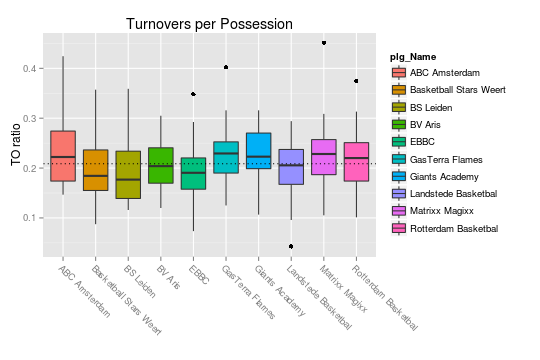 Turnovers per Possession
TO ratio
0.4
0.3
0.2
0.1
ABC Amsterdam
Basketball Stars Weert
BS Leiden
BV Aris
EBBC
GasTerra Flames
Giants Academy
Landstede Basketbal
Matrixx Magixx
Rotterdam Basketbal
plg_Name
ABC Amsterdam
Basketball Stars Weert
BS Leiden
BV Aris
EBBC
GasTerra Flames
Giants Academy
Landstede Basketbal
Matrixx Magixx
Rotterdam Basketbal